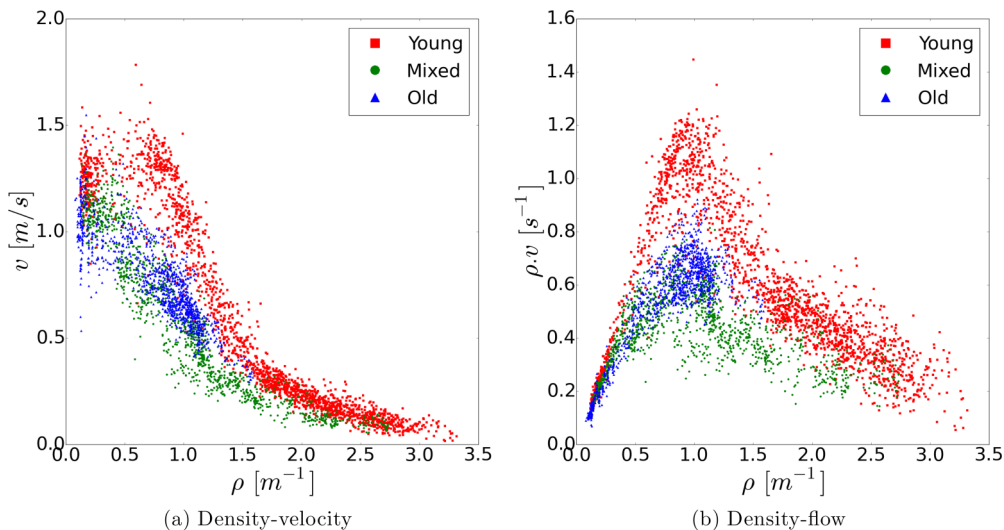 2.0
1.5
1.0
0.5
0.0
v [m/s]
0.0 0.5 1.0 1.5 2.0 2.5 3.0 3.5
ρ [m⁻¹]
Young
Mixed
Old
(a) Density-velocity
1.6
1.4
1.2
1.0
0.8
0.6
0.4
0.2
0.0
ρ.v [s⁻¹]
0.0 0.5 1.0 1.5 2.0 2.5 3.0 3.5
ρ [m⁻¹]
Young
Mixed
Old
(b) Density-flow